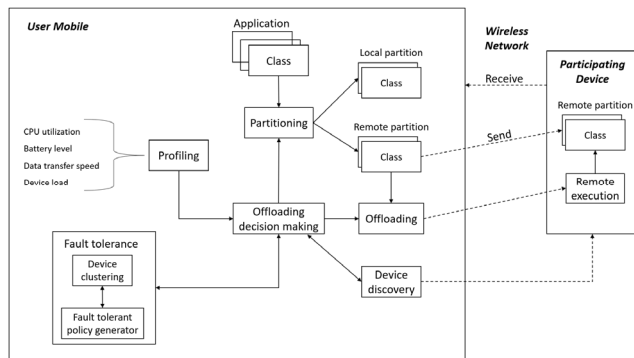 User Mobile
Application
Class
Wireless
Network
Local partition
Class
Participating
Device
Receive
Partitioning
Remote partition
Class
Send
Remote partition
Class
CPU utilization
Battery level
Data transfer speed
Device load
Profiling
Remote
execution
Offloading
decision making
Offloading
Fault tolerance
Device
clustering
Fault tolerant
policy generator
Device
discovery